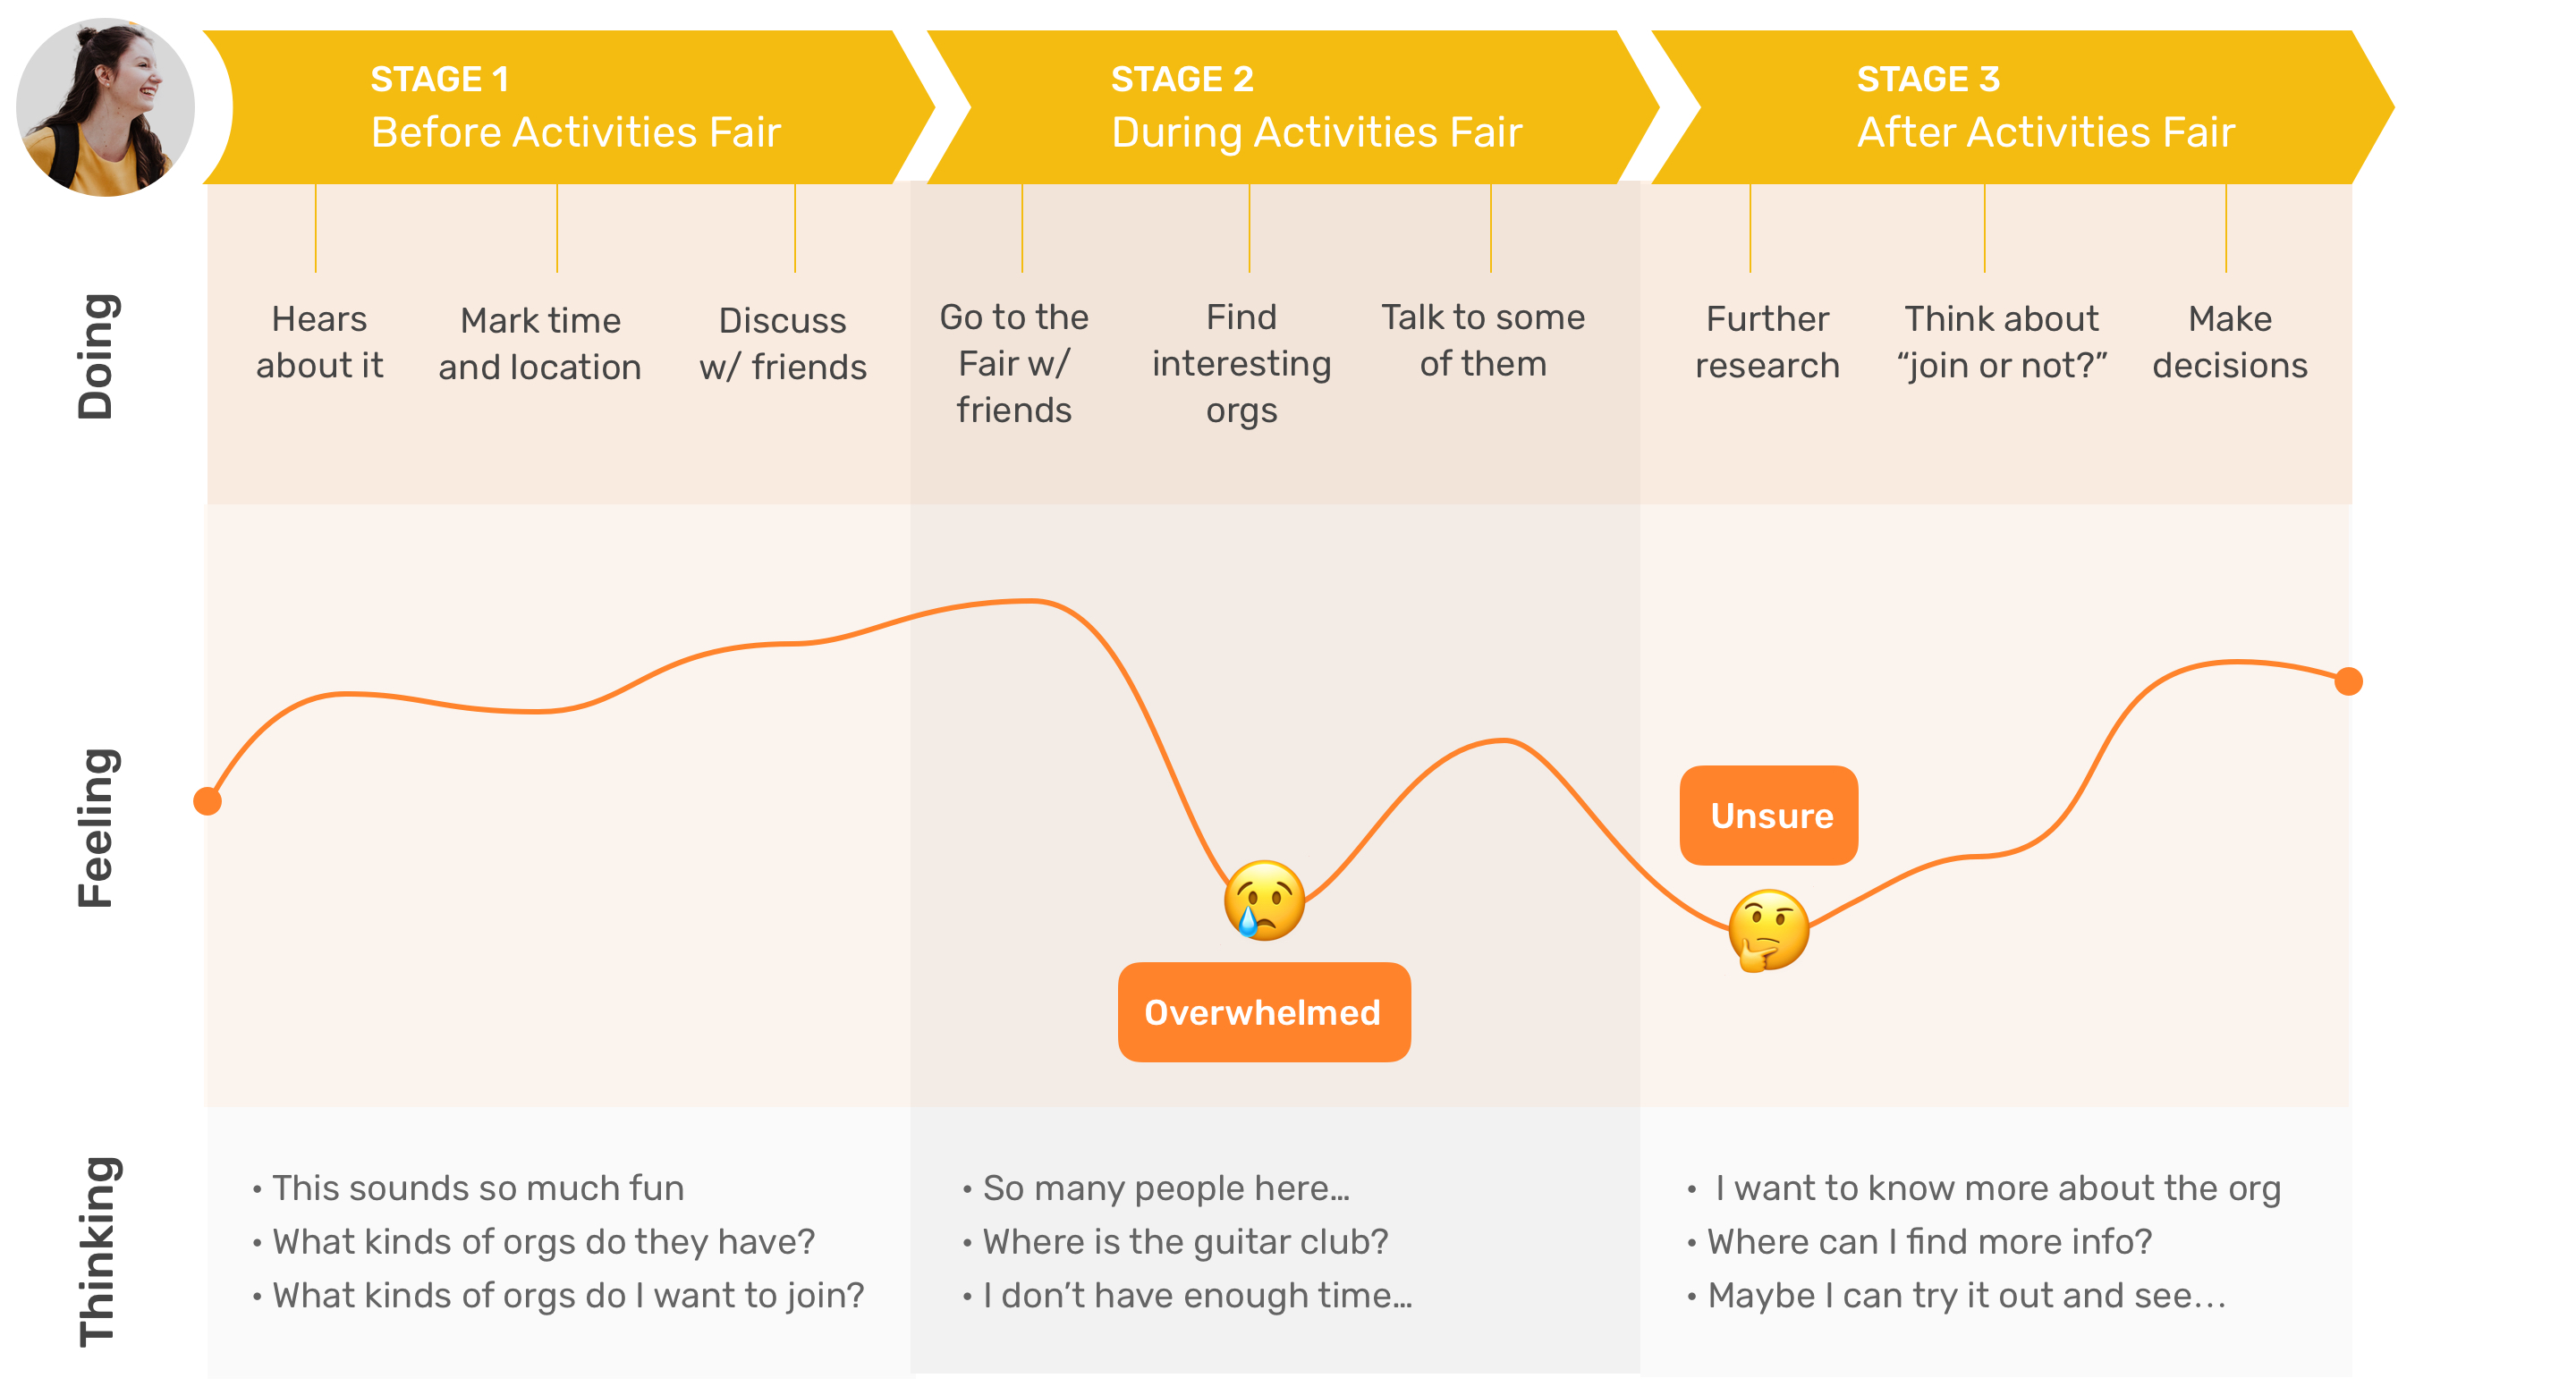 STAGE 1
Before Activities Fair
STAGE 2
During Activities Fair
STAGE 3
After Activities Fair
Doing
Hears
about it
Mark time
and location
Discuss
w/ friends
Go to the
Fair w/
friends
Find
interesting
orgs
Talk to some
of them
Further
research
Think about
“join or not?”
Make
decisions
Feeling
Overwhelmed
Unsure
Thinking
• This sounds so much fun
• What kinds of orgs do they have?
• What kinds of orgs do I want to join?
• So many people here...
• Where is the guitar club?
• I don’t have enough time...
• I want to know more about the org
• Where can I find more info?
• Maybe I can try it out and see...